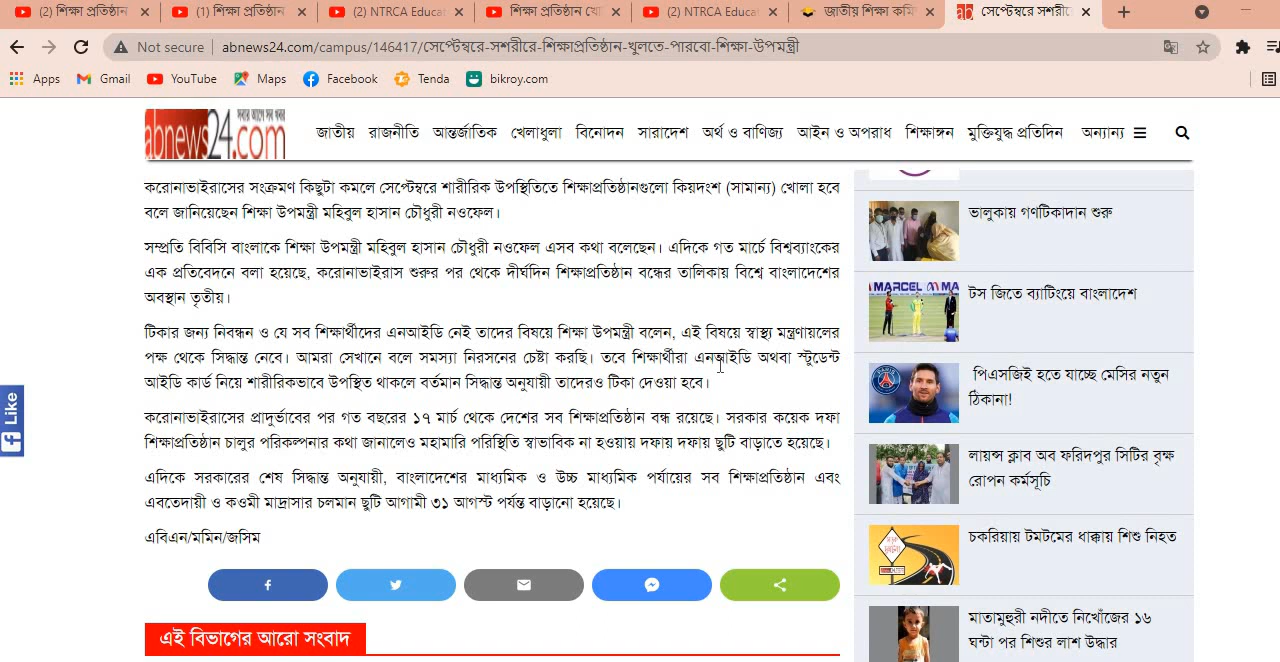 (2) শিক্ষা প্রতিষ্ঠান
(1) শিক্ষা প্রতিষ্ঠান
(2) NTRCA Educat
শিক্ষা প্রতিষ্ঠান খো
(2) NTRCA Educat
জাতীয় শিক্ষা কমি
সেপ্টেম্বরে সশরীরে
Not secure
abnews24.com/campus/146417/সেপ্টেম্বরে-সশরীরে-শিক্ষাপ্রতিষ্ঠান-খুলতে-পারবো-শিক্ষা-উপমন্ত্রী
Apps Gmail YouTube Maps Facebook Tenda bikroy.com
সবার আগে সব খবর
abnews24.com
জাতীয় রাজনীতি আন্তর্জাতিক খেলাধুলা বিনোদন সারাদেশ অর্থ ও বাণিজ্য আইন ও অপরাধ শিক্ষাঙ্গন মুক্তিযুদ্ধ প্রতিদিন অন্যান্য
করোনাভাইরাসের সংক্রমণ কিছুটা কমলে সেপ্টেম্বরে শারীরিক উপস্থিতিতে শিক্ষাপ্রতিষ্ঠানগুলো কিয়দংশ (সামান্য) খোলা হবে
বলে জানিয়েছেন শিক্ষা উপমন্ত্রী মহিবুল হাসান চৌধুরী নওফেল।
সম্প্রতি বিবিসি বাংলাকে শিক্ষা উপমন্ত্রী মহিবুল হাসান চৌধুরী নওফেল এসব কথা বলেছেন। এদিকে গত মার্চে বিশ্বব্যাংকের
এক প্রতিবেদনে বলা হয়েছে, করোনাভাইরাস শুরুর পর থেকে দীর্ঘদিন শিক্ষাপ্রতিষ্ঠান বন্ধের তালিকায় বিশ্বে বাংলাদেশের
অবস্থান তৃতীয়।
টিকার জন্য নিবন্ধন ও যে সব শিক্ষার্থীদের এনআইডি নেই তাদের বিষয়ে শিক্ষা উপমন্ত্রী বলেন, এই বিষয়ে স্বাস্থ্য মন্ত্রণায়লের
পক্ষ থেকে সিদ্ধান্ত নেবে। আমরা সেখানে বলে সমস্যা নিরসনের চেষ্টা করছি। তবে শিক্ষার্থীরা এনআইডি অথবা স্টুডেন্ট
আইডি কার্ড নিয়ে শারীরিকভাবে উপস্থিত থাকলে বর্তমান সিদ্ধান্ত অনুযায়ী তাদেরও টিকা দেওয়া হবে।
করোনাভাইরাসের প্রাদুর্ভাবের পর গত বছরের ১৭ মার্চ থেকে দেশের সব শিক্ষাপ্রতিষ্ঠান বন্ধ রয়েছে। সরকার কয়েক দফা
শিক্ষাপ্রতিষ্ঠান চালুর পরিকল্পনার কথা জানালেও মহামারি পরিস্থিতি স্বাভাবিক না হওয়ায় দফায় দফায় ছুটি বাড়াতে হয়েছে।
এদিকে সরকারের শেষ সিদ্ধান্ত অনুযায়ী, বাংলাদেশের মাধ্যমিক ও উচ্চ মাধ্যমিক পর্যায়ের সব শিক্ষাপ্রতিষ্ঠান এবং
এবতেদায়ী ও কওমী মাদ্রাসার চলমান ছুটি আগামী ৩১ আগস্ট পর্যন্ত বাড়ানো হয়েছে।
এবিএন/মমিন/জসিম
এই বিভাগের আরো সংবাদ
Like
ভালুকায় গণটিকাদান শুরু
MARCEL MA
টস জিতে ব্যাটিংয়ে বাংলাদেশ
পিএসজিই হতে যাচ্ছে মেসির নতুন
ঠিকানা!
লায়ন্স ক্লাব অব ফরিদপুর সিটির বৃক্ষ
রোপন কর্মসূচি
চকরিয়ায় টমটমের ধাক্কায় শিশু নিহত
মাতামুহুরী নদীতে নিখোঁজের ১৬
ঘন্টা পর শিশুর লাশ উদ্ধার